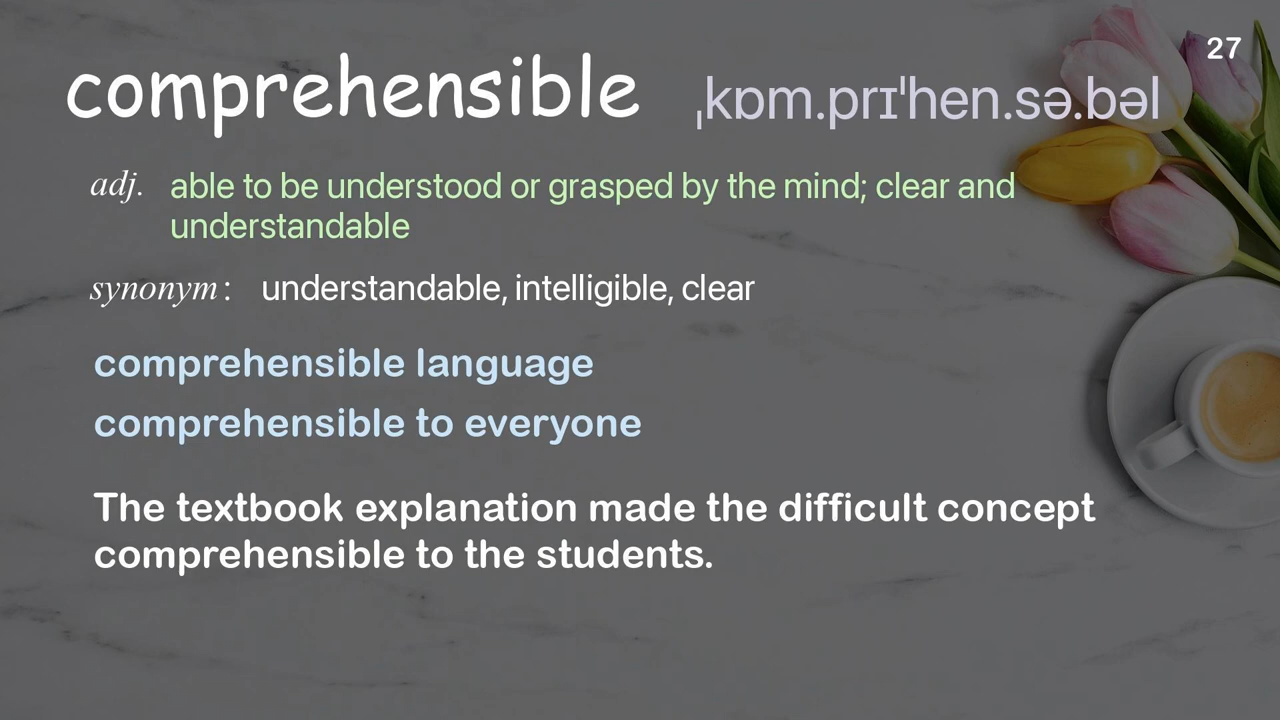 27
comprehensible ˌkɒm.prɪˈhen.sə.bəl
adj. able to be understood or grasped by the mind; clear and
understandable
synonym: understandable, intelligible, clear
comprehensible language
comprehensible to everyone
The textbook explanation made the difficult concept
comprehensible to the students.